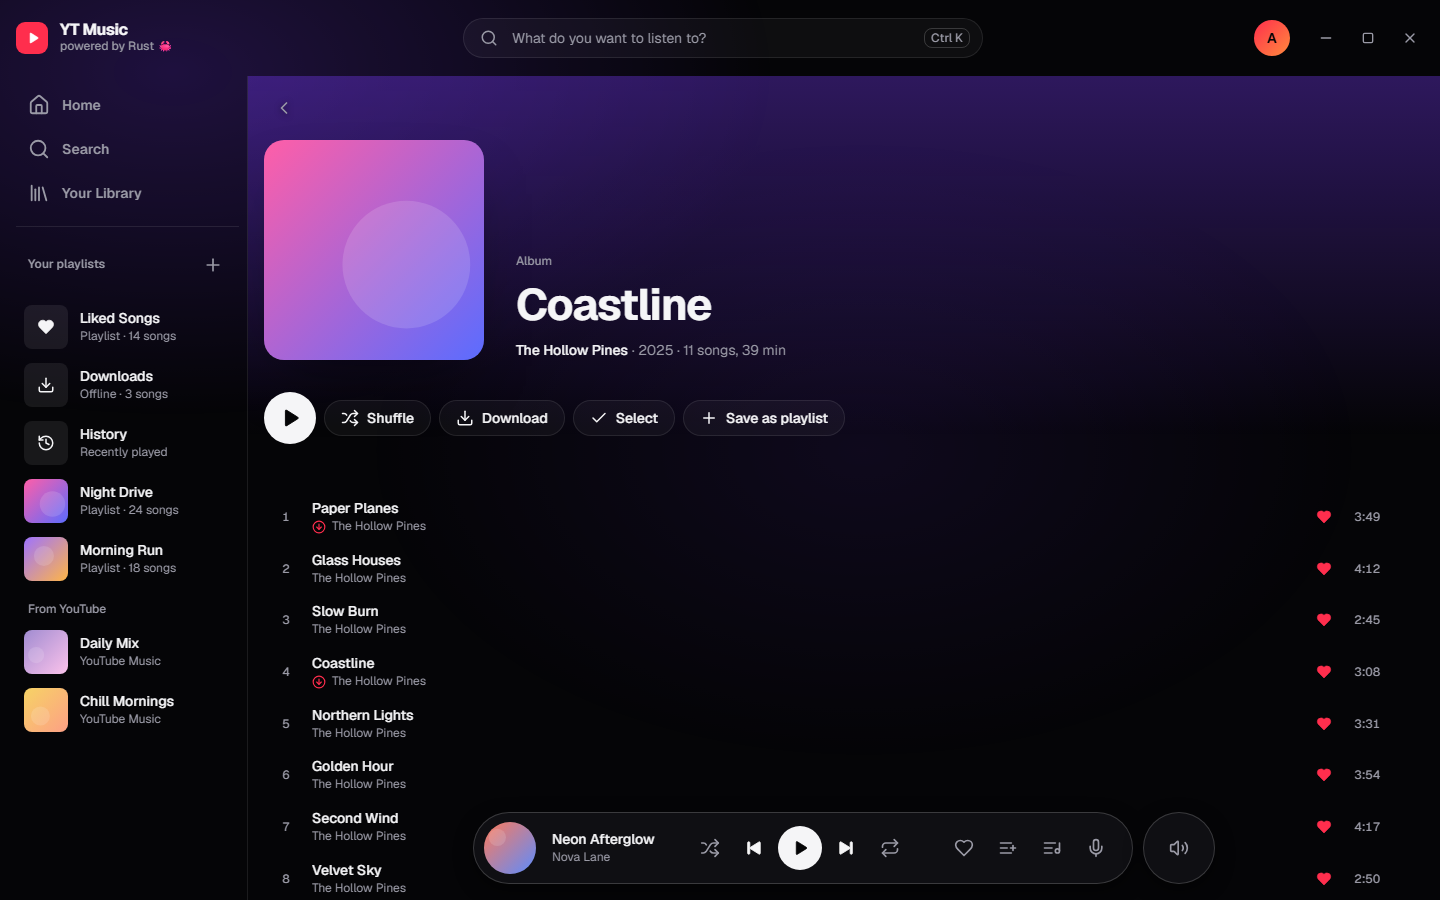 YT Music
powered by Rust 🦀
What do you want to listen to?
Ctrl K
A
Home
Search
Your Library
Your playlists
Liked Songs
Playlist · 14 songs
Downloads
Offline · 3 songs
History
Recently played
Night Drive
Playlist · 24 songs
Morning Run
Playlist · 18 songs
From YouTube
Daily Mix
YouTube Music
Chill Mornings
YouTube Music
Album
Coastline
The Hollow Pines · 2025 · 11 songs, 39 min
Shuffle
Download
Select
Save as playlist
1 Paper Planes 3:49
The Hollow Pines
2 Glass Houses 4:12
The Hollow Pines
3 Slow Burn 2:45
The Hollow Pines
4 Coastline 3:08
The Hollow Pines
5 Northern Lights 3:31
The Hollow Pines
6 Golden Hour 3:54
The Hollow Pines
7 Second Wind 4:17
The Hollow Pines
8 Velvet Sky 2:50
The Hollow Pines
Neon Afterglow
Nova Lane